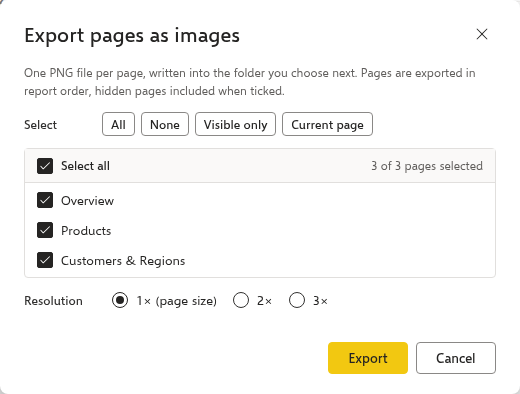 Export pages as images
One PNG file per page, written into the folder you choose next. Pages are exported in
report order, hidden pages included when ticked.
Select All None Visible only Current page
Select all 3 of 3 pages selected
Overview
Products
Customers & Regions
Resolution 1× (page size) 2× 3×
Export Cancel